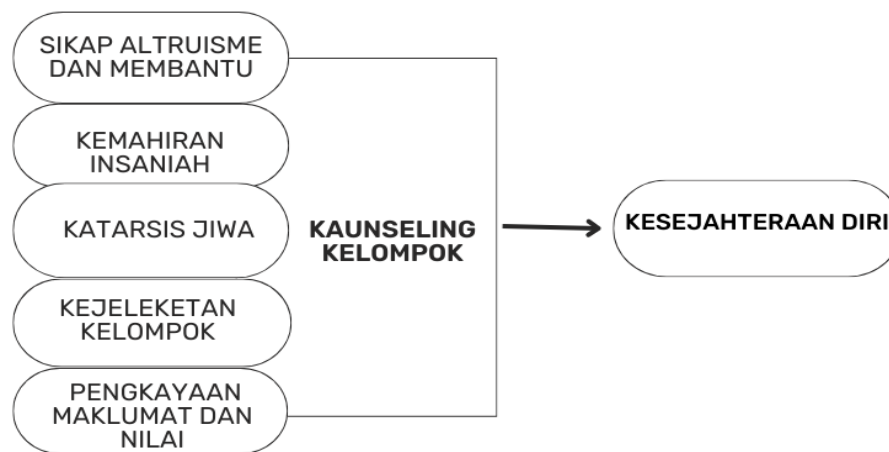 SIKAP ALTRUISME
DAN MEMBANTU
KEMAHIRAN
INSANIAH
KATARSIS JIWA
KEJELEKETAN
KELOMPOK
PENGKAYAAN
MAKLUMAT DAN
NILAI
KAUNSELING
KELOMPOK
KESEJAHTERAAN DIRI